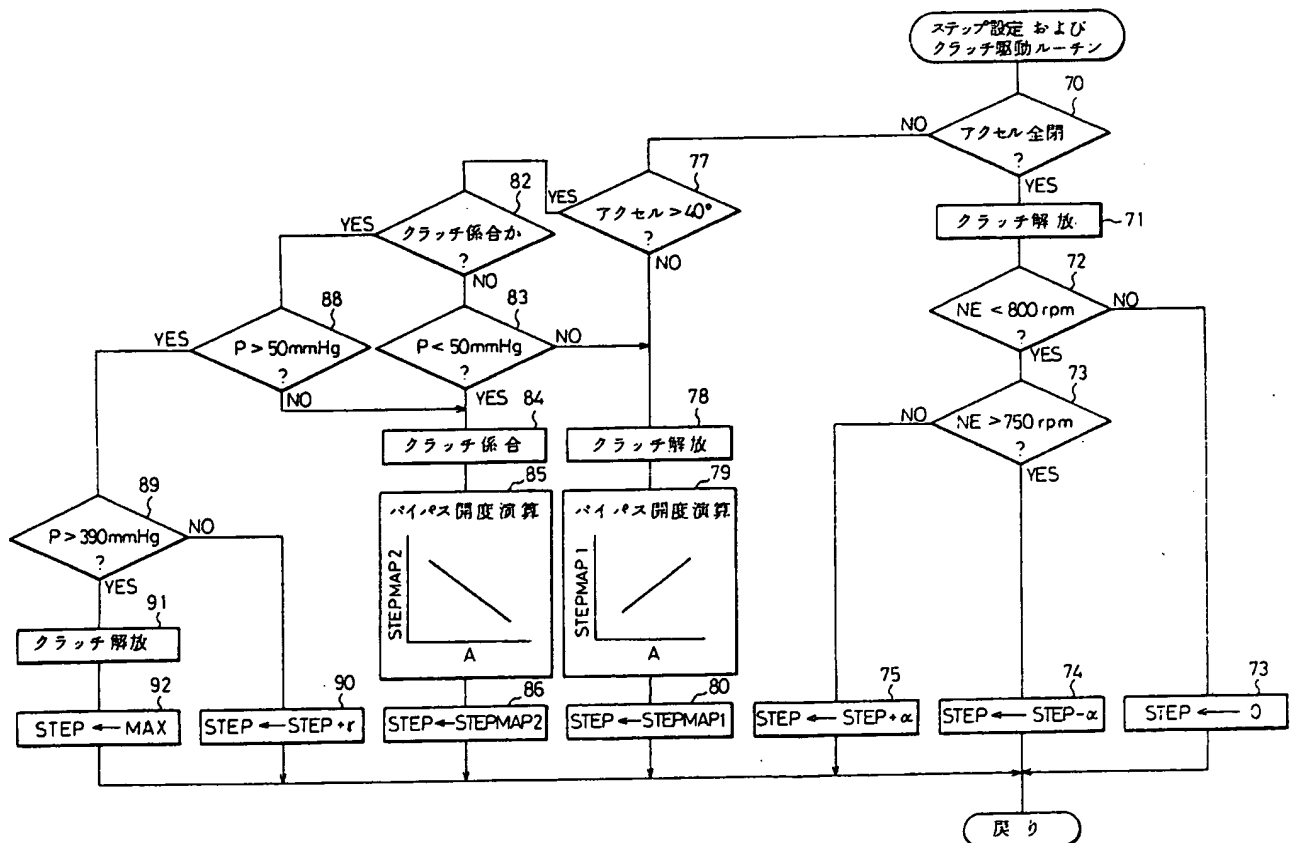 ステップ設定 および
クラッチ駆動ルーチン
70
アクセル全閉
?
NO
YES
クラッチ解放
71
72
NE < 800 rpm
?
NO
YES
73
NE > 750 rpm
?
NO
YES
77
アクセル > 40°
?
YES
NO
82
クラッチ係合か
?
YES
NO
88
P > 50mmHg
?
YES
NO
83
P < 50mmHg
?
NO
YES
84
クラッチ係合
78
クラッチ解放
85
バイパス開度演算
STEPMAP 2
A
79
バイパス開度演算
STEPMAP 1
A
89
P > 390mmHg
?
NO
YES
91
クラッチ解放
92
STEP ← MAX
90
STEP ← STEP + r
86
STEP ← STEPMAP2
80
STEP ← STEPMAP1
75
STEP ← STEP + α
74
STEP ← STEP - α
73
STEP ← 0
戻り